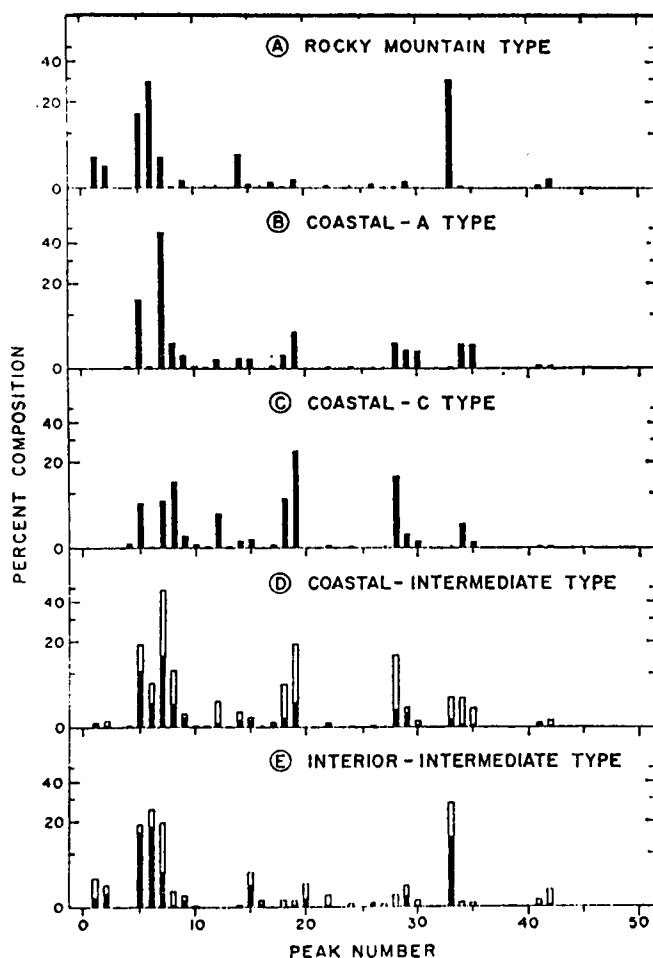 Ⓐ ROCKY MOUNTAIN TYPE
40
20
0
Ⓑ COASTAL – A TYPE
40
20
0
Ⓒ COASTAL – C TYPE
40
20
0
Ⓓ COASTAL – INTERMEDIATE TYPE
40
20
0
Ⓔ INTERIOR – INTERMEDIATE TYPE
40
20
0
PERCENT COMPOSITION
0 10 20 30 40 50
PEAK NUMBER